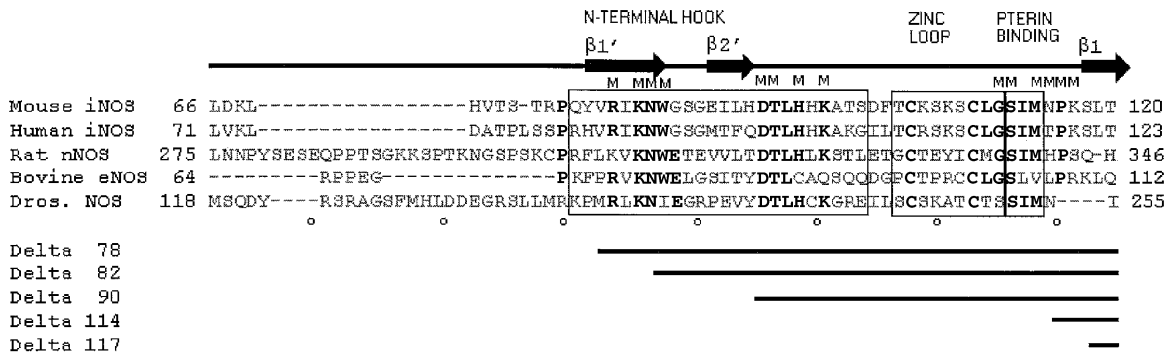 N-TERMINAL HOOK ZINC LOOP PTERIN BINDING
β1' β2' β1
M MMM MM M M MM MMMM
Mouse iNOS 66 LDKL-----------------HVTS-TRPQYVRIKNWGSGEILHDTLHHKATSDFTCKSKSCLGSIMNPKSLT 120
Human iNOS 71 LVKL-----------------DATPLSSPRHVRIKNWGSGMTFQDTLHHKAKGILTCRSKSCLGSIMTPKSLT 123
Rat nNOS 275 LNNPYSESEQPPTSGKKSPTKNGSPSKCPRFLKVKNWETEVVLTDTLHLKSTLETGCTEYICMGSIMHPSQ-H 346
Bovine eNOS 64 ---------RPPEG--------------PKFPRVKNWELGSITYDTLCAQSQQDGPCTPRCCLGSLVLPRKLQ 112
Dros. NOS 118 MSQDY----RSRAGSFMHLDDEGRSLLMRKPMRLKNIEGRPEVYDTLHCKGREILSCSKATCTSSIMN----I 255
Delta 78
Delta 82
Delta 90
Delta 114
Delta 117